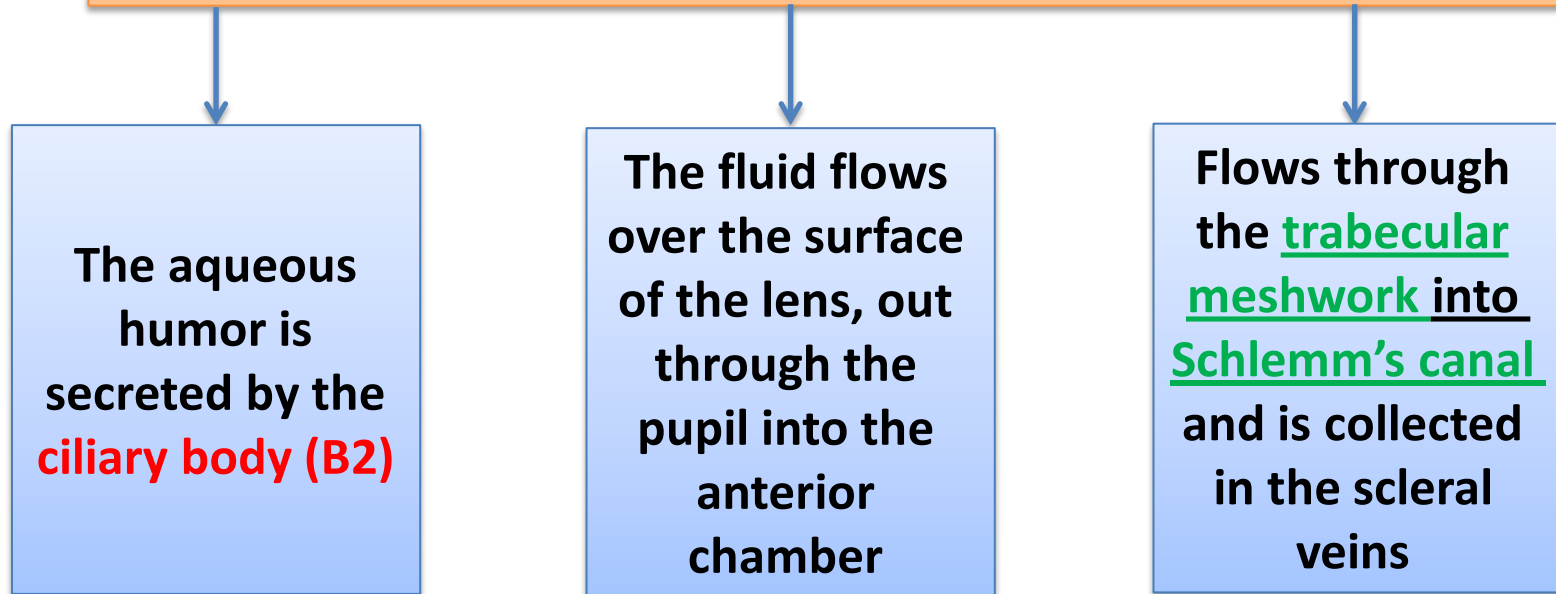 The aqueous
humor is
secreted by the
ciliary body (B2)
The fluid flows
over the surface
of the lens, out
through the
pupil into the
anterior
chamber
Flows through
the trabecular
meshwork into
Schlemm’s canal
and is collected
in the scleral
veins